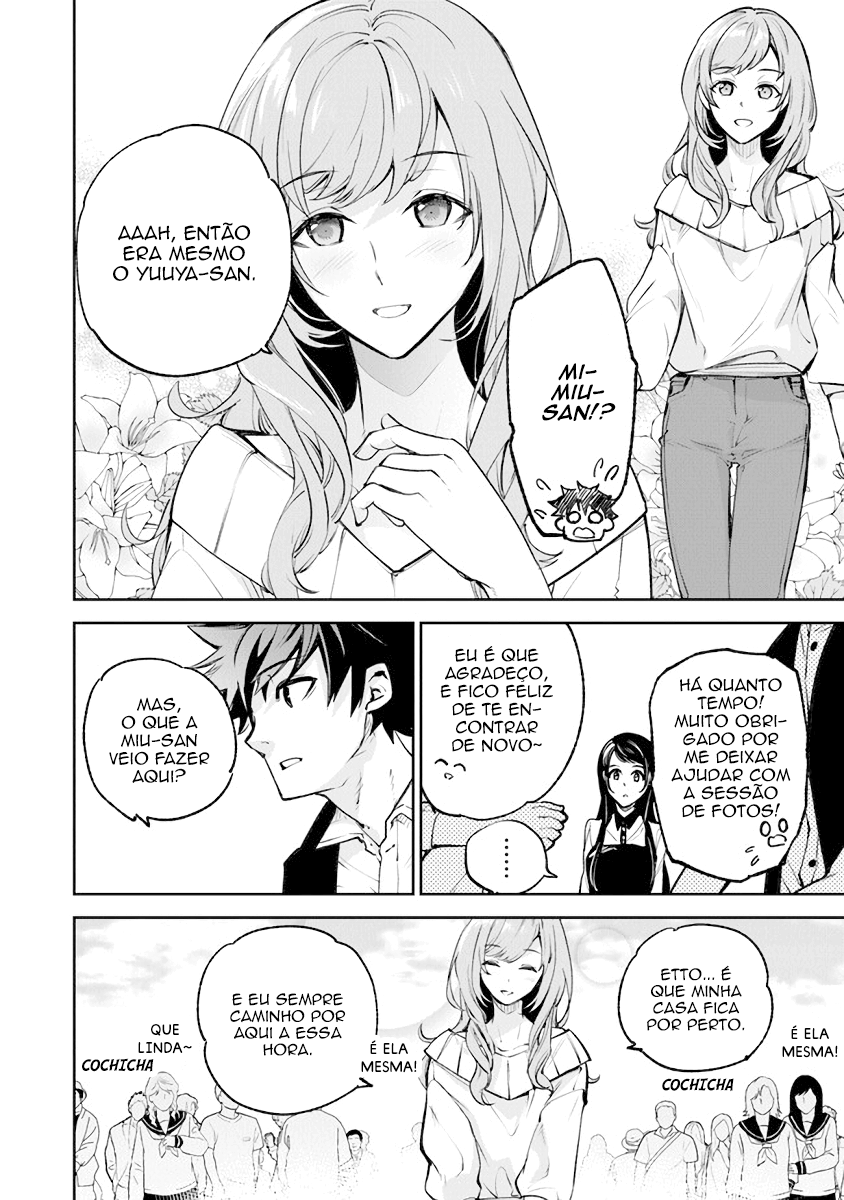 MI-
MIU-
SAN!?
AAAH, ENTÃO
ERA MESMO
O YUUYA-SAN.
HÁ QUANTO
TEMPO!
MUITO OBRI-
GADO POR
ME DEIXAR
AJUDAR COM
A SESSÃO
DE FOTOS!
EU É QUE
AGRADEÇO,
E FICO FÉLIZ
DE TE EN-
CONTRAR
DE NOVO~
......
MAS,
O QUE A
MIU-SAN
VEIO FAZER
AQUI?
ETTO... É
QUE MINHA
CASA FICA
POR PERTO.
É ELA
MESMA!
COCHICHA
E EU SEMPRE
CAMINHO POR
AQUI A ESSA
HORA.
É ELA
MESMA!
QUE
LINDA~
COCHICHA